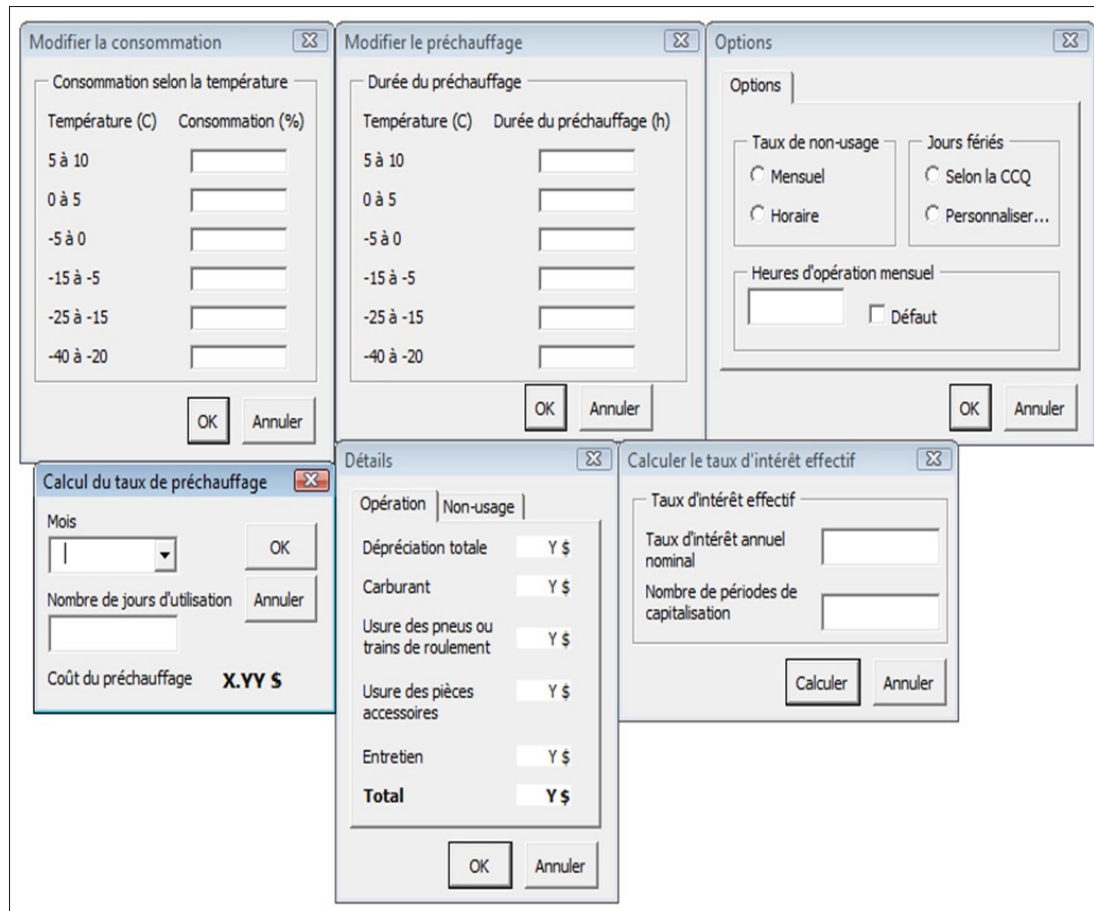 Modifier la consommation
Consommation selon la température
Température (C) Consommation (%)
5 à 10
0 à 5
-5 à 0
-15 à -5
-25 à -15
-40 à -20
OK Annuler
Modifier le préchauffage
Durée du préchauffage
Température (C) Durée du préchauffage (h)
5 à 10
0 à 5
-5 à 0
-15 à -5
-25 à -15
-40 à -20
OK Annuler
Options
Options
Taux de non-usage
Mensuel
Horaire
Jours fériés
Selon la CCQ
Personnaliser...
Heures d'opération mensuel
Défaut
OK Annuler
Calcul du taux de préchauffage
Mois
OK
Nombre de jours d'utilisation
Annuler
Coût du préchauffage X.YY $
Détails
Opération Non-usage
Dépréciation totale Y $
Carburant Y $
Usure des pneus ou
trains de roulement Y $
Usure des pièces
accessoires Y $
Entretien Y $
Total Y $
OK Annuler
Calculer le taux d'intérêt effectif
Taux d'intérêt effectif
Taux d'intérêt annuel
nominal
Nombre de périodes de
capitalisation
Calculer Annuler